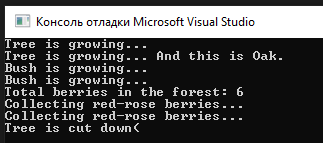 Консоль отладки Microsoft Visual Studio
Tree is growing...
Tree is growing... And this is Oak.
Bush is growing...
Bush is growing...
Total berries in the forest: 6
Collecting red-rose berries...
Collecting red-rose berries...
Tree is cut down(